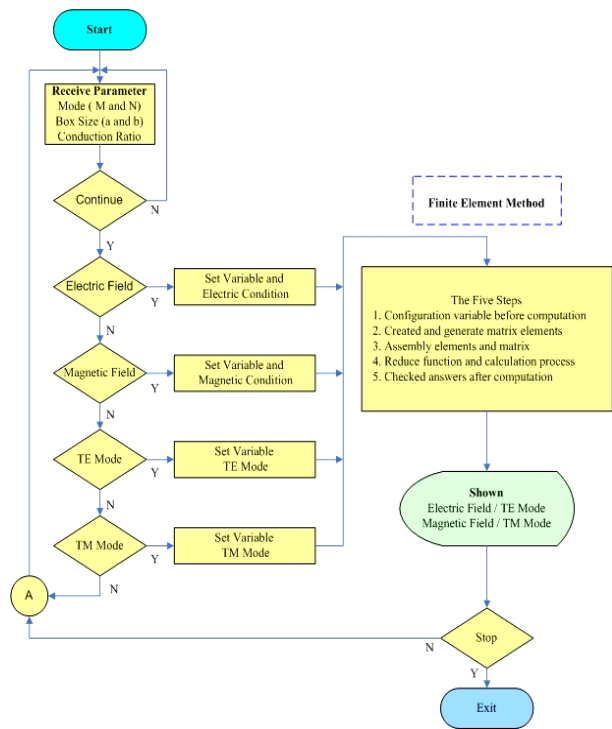 Start
Receive Parameter
Mode ( M and N)
Box Size (a and b)
Conduction Ratio
Continue
N
Y
Finite Element Method
Electric Field
Y
Set Variable and
Electric Condition
N
The Five Steps
1. Configuration variable before computation
2. Created and generate matrix elements
3. Assembly elements and matrix
4. Reduce function and calculation process
5. Checked answers after computation
Magnetic Field
Y
Set Variable and
Magnetic Condition
N
TE Mode
Y
Set Variable
TE Mode
N
Shown
Electric Field / TE Mode
Magnetic Field / TM Mode
TM Mode
Y
Set Variable
TM Mode
N
A
Stop
N
Y
Exit